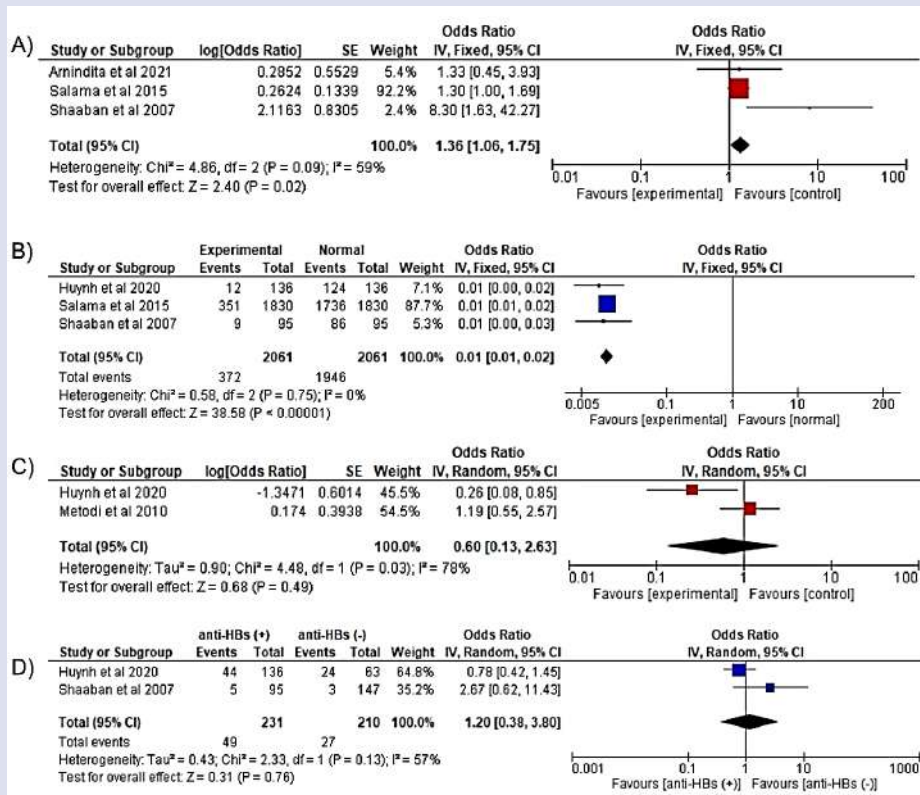 A)
Odds Ratio Odds Ratio
Study or Subgroup log[Odds Ratio] SE Weight IV, Fixed, 95% CI IV, Fixed, 95% CI
Arnindita et al 2021 0.2852 0.5529 5.4% 1.33 [0.45, 3.93]
Salama et al 2015 0.2624 0.1339 92.2% 1.30 [1.00, 1.69]
Shaaban et al 2007 2.1163 0.8305 2.4% 8.30 [1.63, 42.27]
Total (95% CI) 100.0% 1.36 [1.06, 1.75]
Heterogeneity: Chi² = 4.86, df = 2 (P = 0.09); I² = 59%
Test for overall effect: Z = 2.40 (P = 0.02)
0.01 0.1 1 10 100
Favours [experimental] Favours [control]
B)
Experimental Normal Odds Ratio Odds Ratio
Study or Subgroup Events Total Events Total Weight IV, Fixed, 95% CI IV, Fixed, 95% CI
Huynh et al 2020 12 136 124 136 7.1% 0.01 [0.00, 0.02]
Salama et al 2015 351 1830 1736 1830 87.7% 0.01 [0.01, 0.02]
Shaaban et al 2007 9 95 86 95 5.3% 0.01 [0.00, 0.03]
Total (95% CI) 2061 2061 100.0% 0.01 [0.01, 0.02]
Total events 372 1946
Heterogeneity: Chi² = 0.58, df = 2 (P = 0.75); I² = 0%
Test for overall effect: Z = 38.58 (P < 0.00001)
0.005 0.1 1 10 200
Favours [experimental] Favours [normal]
C)
Odds Ratio Odds Ratio
Study or Subgroup log[Odds Ratio] SE Weight IV, Random, 95% CI IV, Random, 95% CI
Huynh et al 2020 -1.3471 0.6014 45.5% 0.26 [0.08, 0.85]
Metodi et al 2010 0.174 0.3938 54.5% 1.19 [0.55, 2.57]
Total (95% CI) 100.0% 0.60 [0.13, 2.63]
Heterogeneity: Tau² = 0.90; Chi² = 4.48, df = 1 (P = 0.03); I² = 78%
Test for overall effect: Z = 0.68 (P = 0.49)
0.01 0.1 1 10 100
Favours [experimental] Favours [control]
D)
anti-HBs (+) anti-HBs (-) Odds Ratio Odds Ratio
Study or Subgroup Events Total Events Total Weight IV, Random, 95% CI IV, Random, 95% CI
Huynh et al 2020 44 136 24 63 64.8% 0.78 [0.42, 1.45]
Shaaban et al 2007 5 95 3 147 35.2% 2.67 [0.62, 11.43]
Total (95% CI) 231 210 100.0% 1.20 [0.38, 3.80]
Total events 49 27
Heterogeneity: Tau² = 0.43; Chi² = 2.33, df = 1 (P = 0.13); I² = 57%
Test for overall effect: Z = 0.31 (P = 0.76)
0.001 0.1 1 10 1000
Favours [anti-HBs (+)] Favours [anti-HBs (-)]